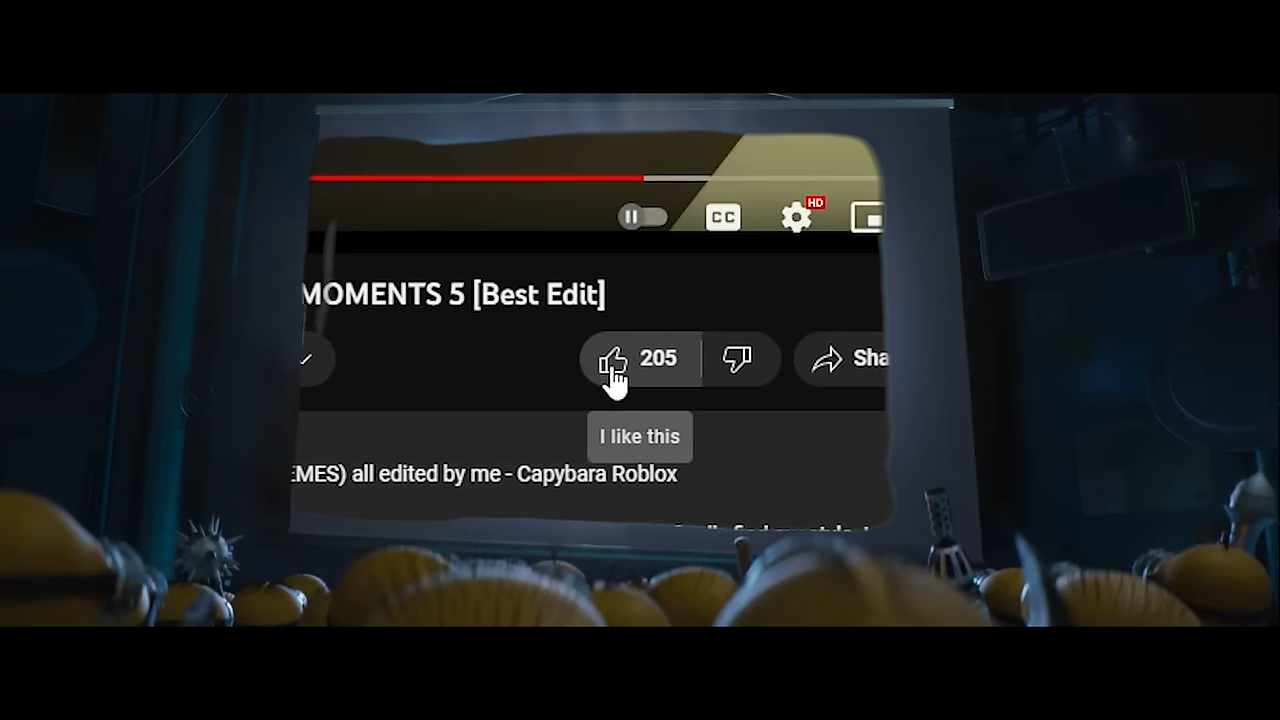 HD
CC
MOMENTS 5 [Best Edit]
205
Sha
I like this
EMES) all edited by me - Capybara Roblox